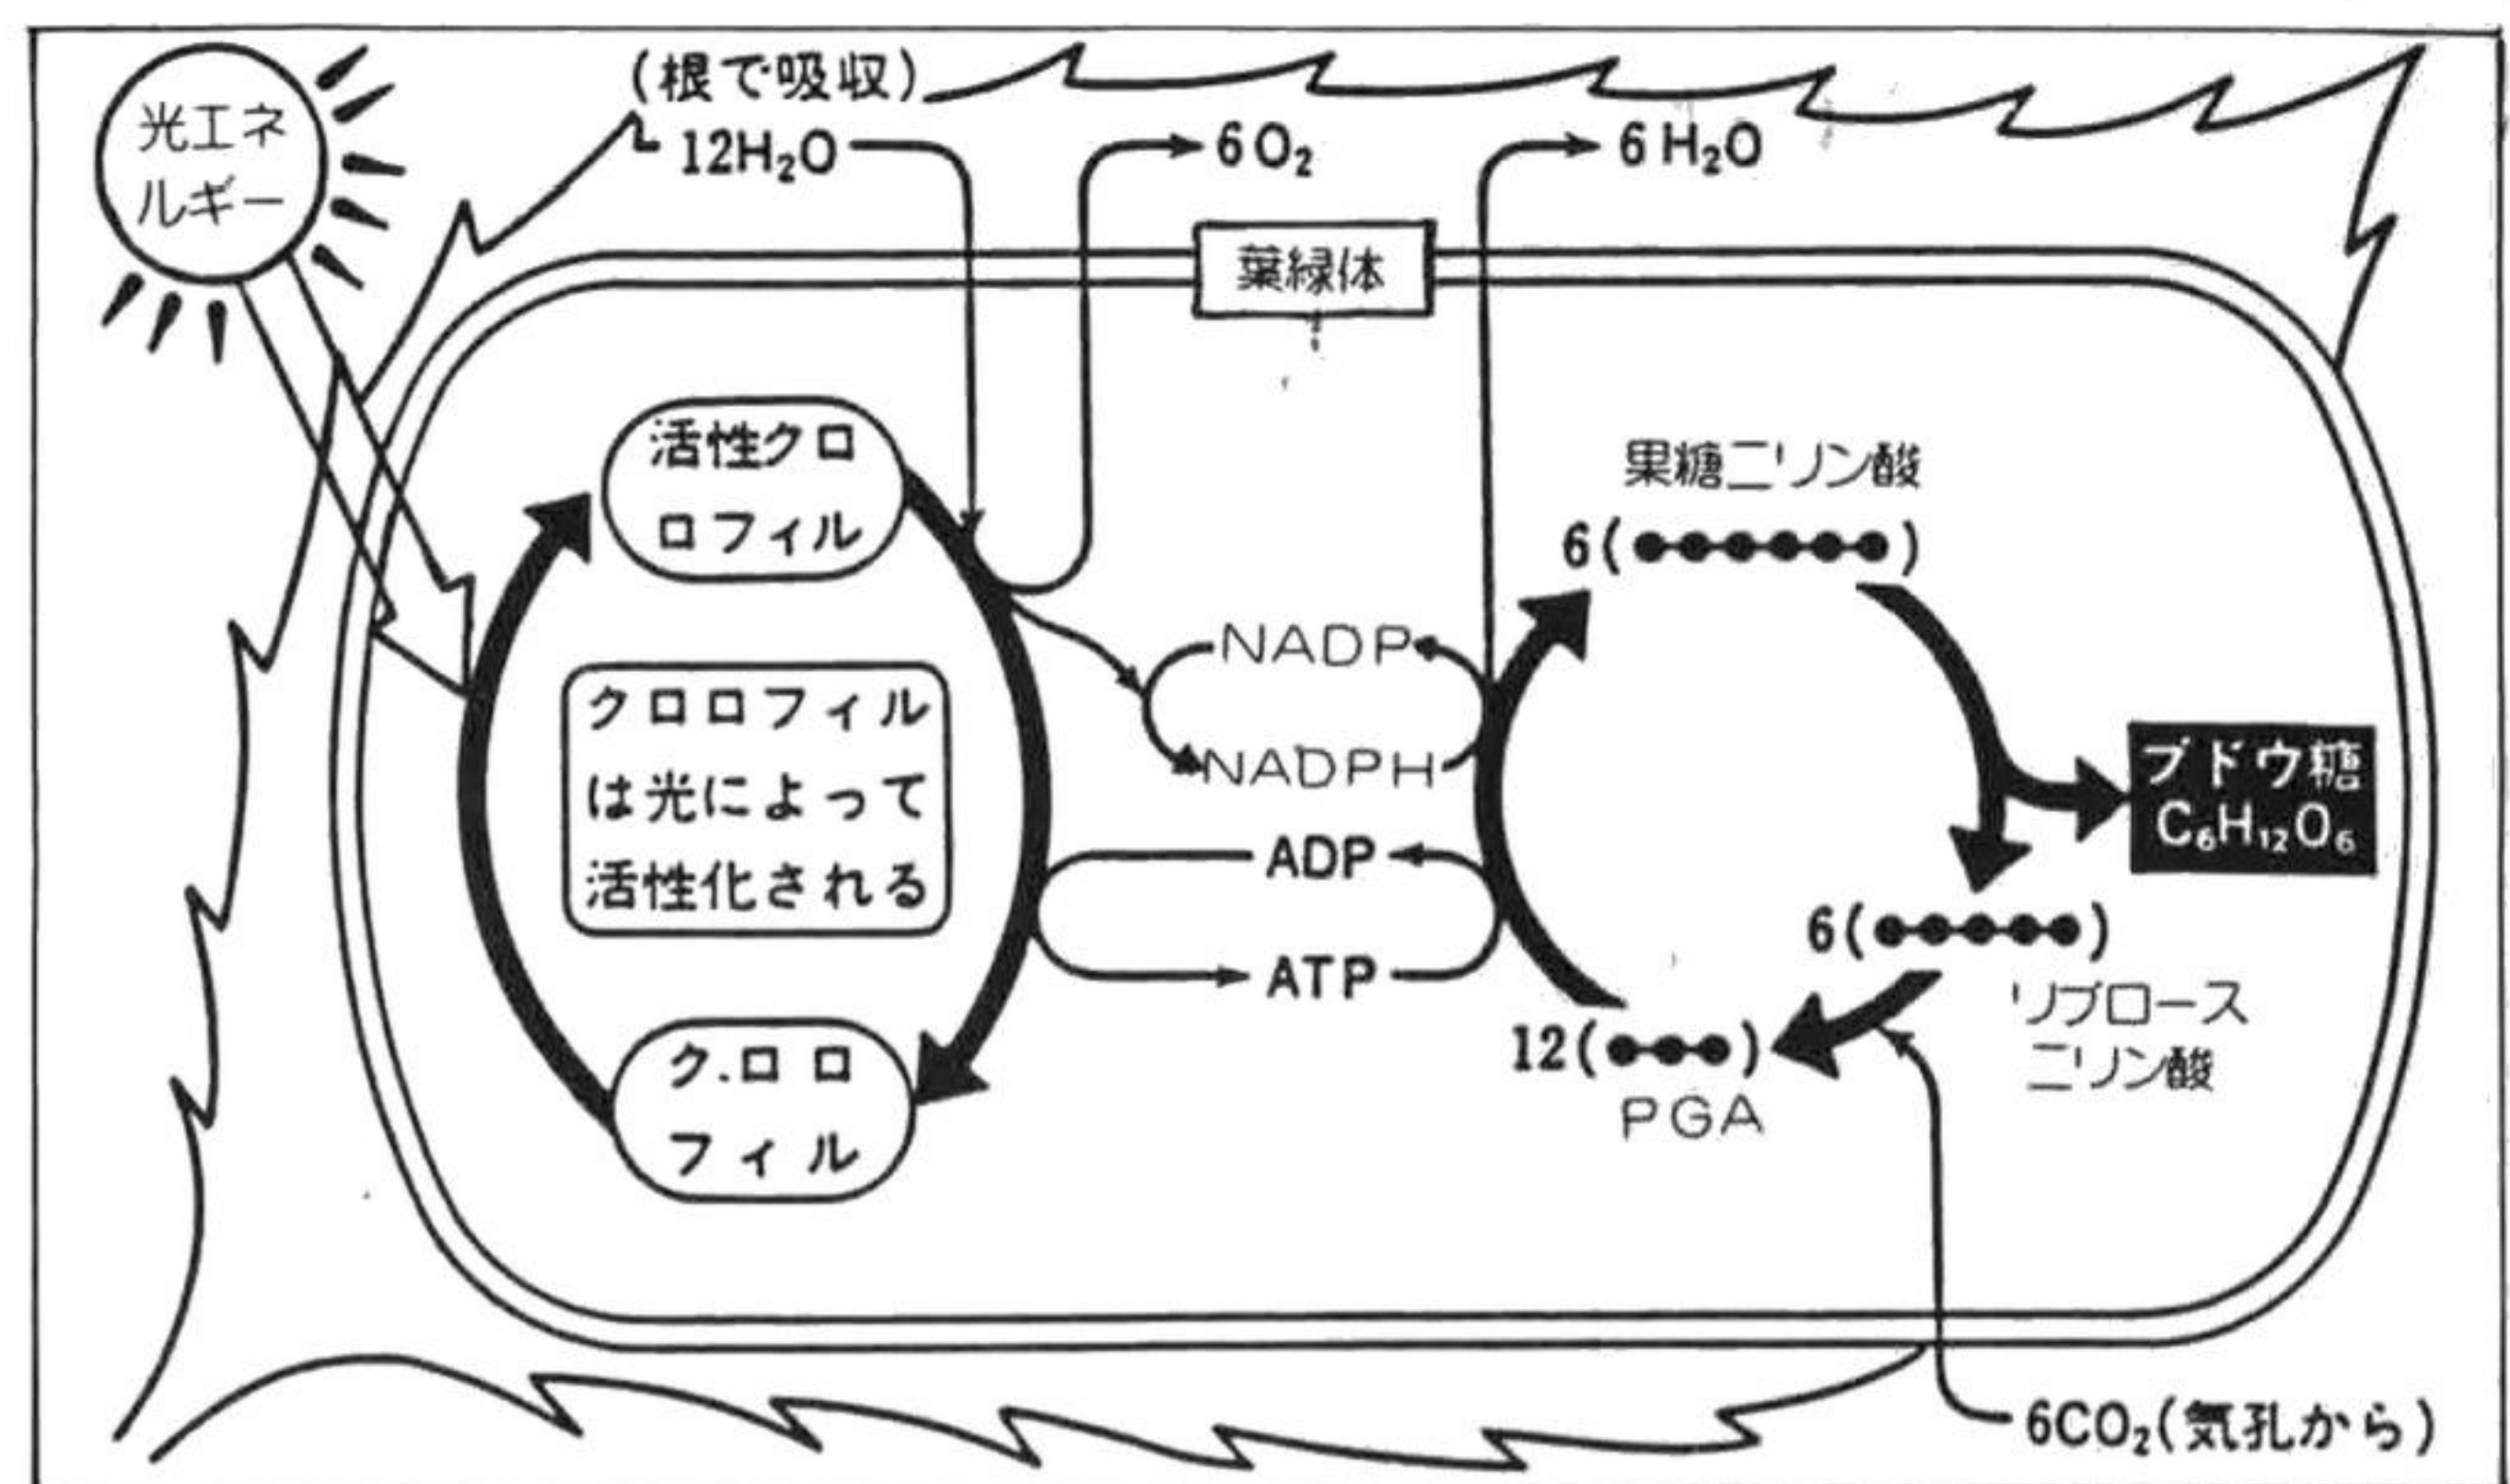 光エネ
ルギー
(根で吸収)
12H₂O
6O₂
6H₂O
葉緑体
活性クロ
ロフィル
クロロフィル
は光によって
活性化される
ク.ロロ
フィル
NADP
NADPH
ADP
ATP
果糖二リン酸
6( )
ブドウ糖
C₆H₁₂O₆
6( )
リブロース
二リン酸
12( )
PGA
6CO₂(気孔から)